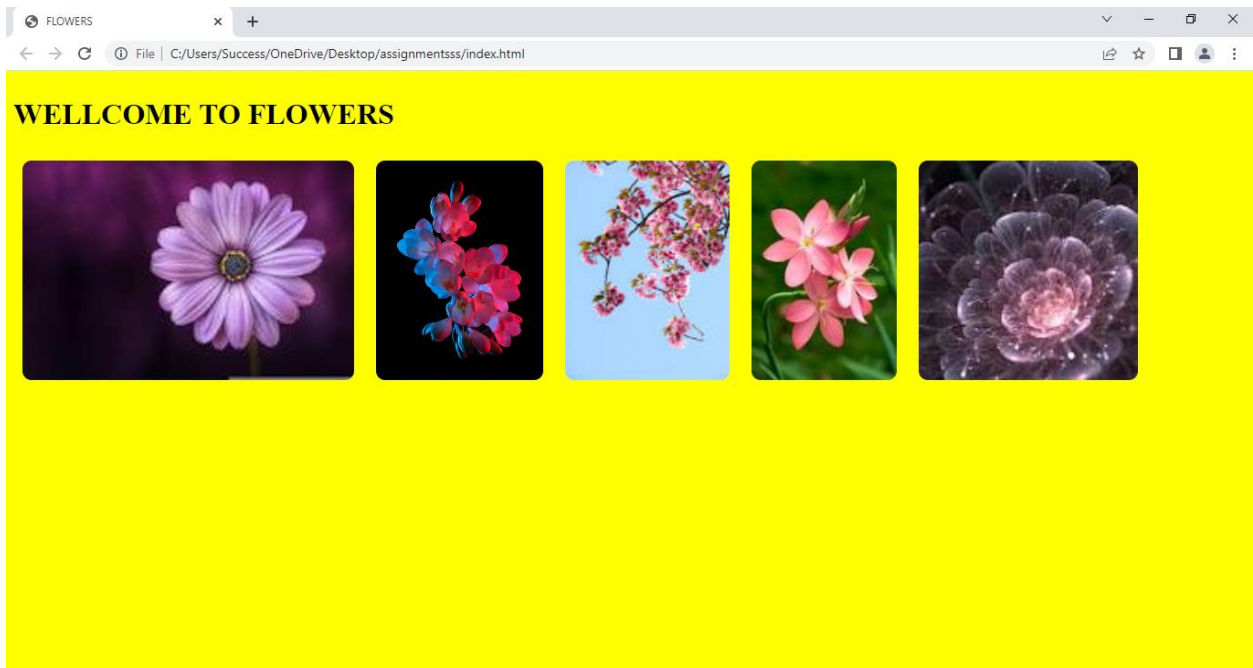 FLOWERS
File C:/Users/Success/OneDrive/Desktop/assignmentsss/index.html
WELLCOME TO FLOWERS